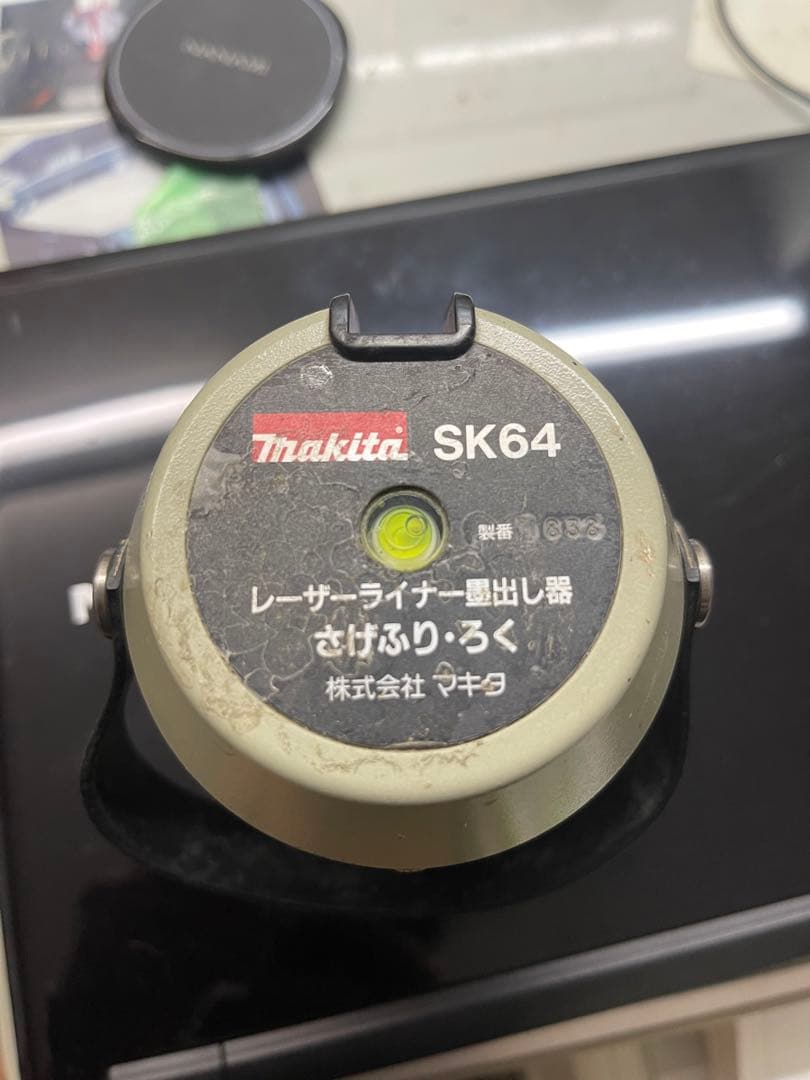 makita SK64
製番 1636
レーザーライナー墨出し器
さげふり・ろく
株式会社 マキタ